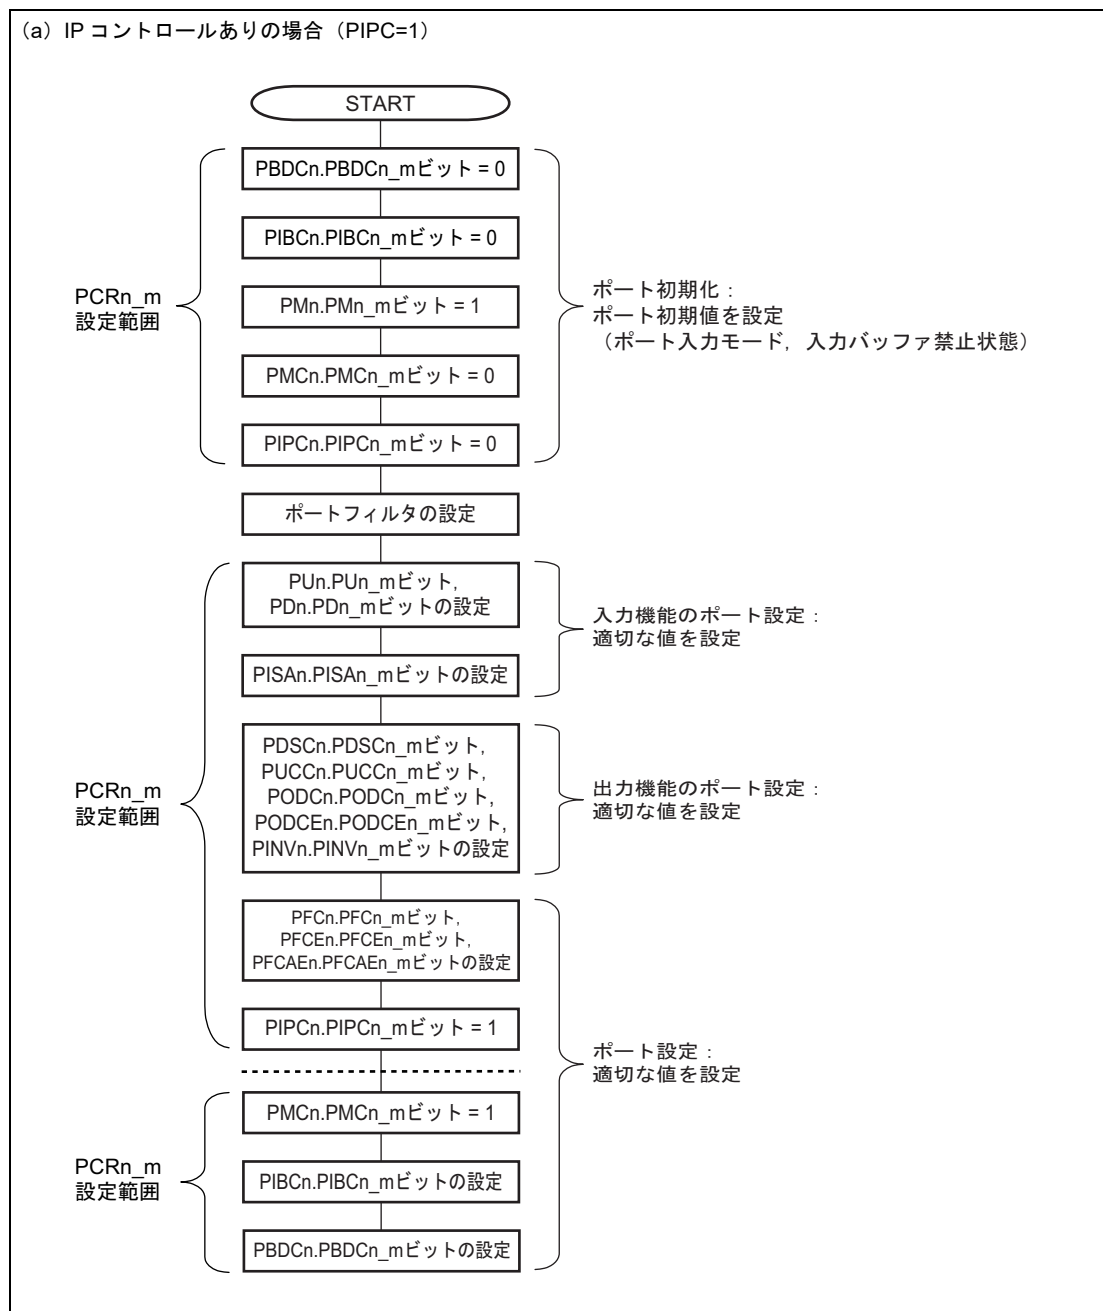 （a）IP コントロールありの場合（PIPC=1）
START
PBDCn.PBDCn_mビット = 0
PIBCn.PIBCn_mビット = 0
PCRn_m
設定範囲
PMn.PMn_mビット = 1
ポート初期化：
ポート初期値を設定
（ポート入力モード，入力バッファ禁止状態）
PMCn.PMCn_mビット = 0
PIPCn.PIPCn_mビット = 0
ポートフィルタの設定
PUn.PUn_mビット，
PDn.PDn_mビットの設定
入力機能のポート設定：
適切な値を設定
PISAn.PISAn_mビットの設定
PCRn_m
設定範囲
PDSCn.PDSCn_mビット，
PUCCn.PUCCn_mビット，
PODCn.PODCn_mビット，
PODCEn.PODCEn_mビット，
PINVn.PINVn_mビットの設定
出力機能のポート設定：
適切な値を設定
PFCn.PFCn_mビット，
PFCEn.PFCEn_mビット，
PFCAEn.PFCAEn_mビットの設定
PIPCn.PIPCn_mビット = 1
ポート設定：
適切な値を設定
PMCn.PMCn_mビット = 1
PCRn_m
設定範囲
PIBCn.PIBCn_mビットの設定
PBDCn.PBDCn_mビットの設定